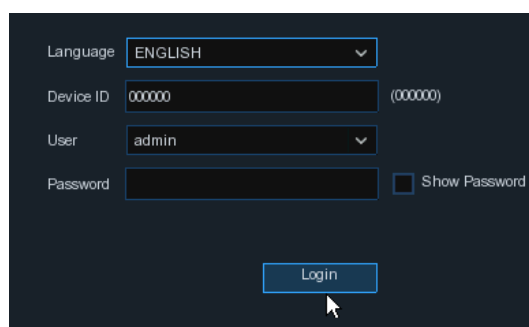 Language ENGLISH
Device ID 000000 (000000)
User admin
Password Show Password
Login